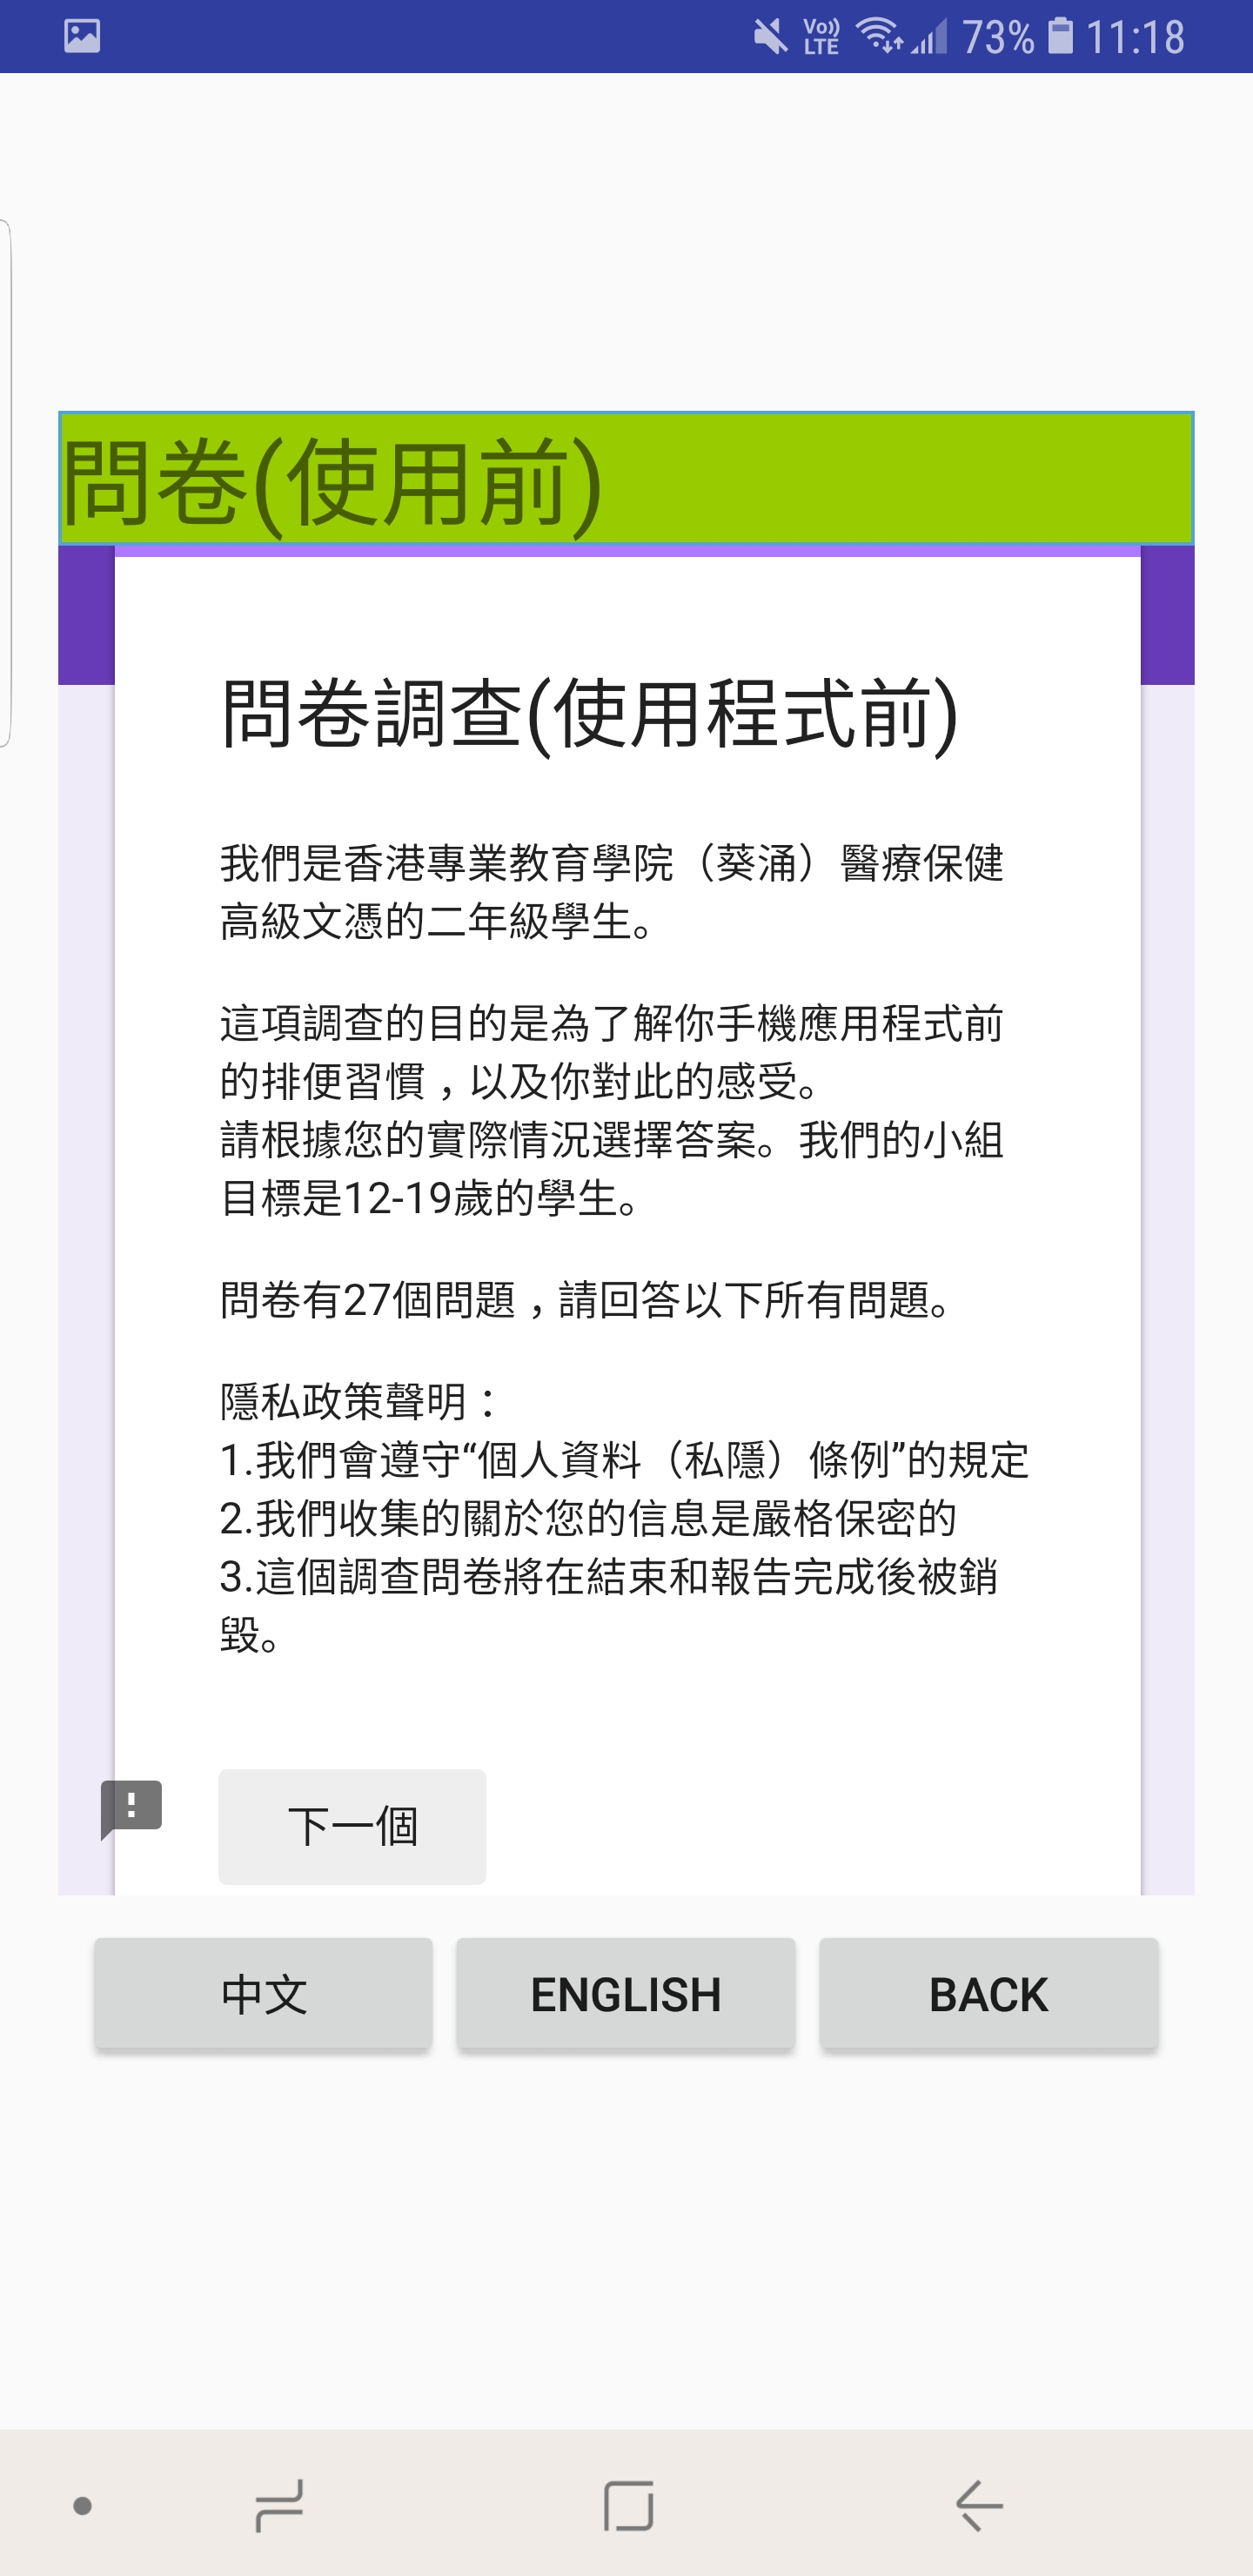 Vo)) LTE 73% 11:18
問卷(使用前)
問卷調查(使用程式前)
我們是香港專業教育學院（葵涌）醫療保健
高級文憑的二年級學生。
這項調查的目的是為了解你手機應用程式前
的排便習慣，以及你對此的感受。
請根據您的實際情況選擇答案。我們的小組
目標是12-19歲的學生。
問卷有27個問題，請回答以下所有問題。
隱私政策聲明：
1.我們會遵守“個人資料（私隱）條例”的規定
2.我們收集的關於您的信息是嚴格保密的
3.這個調查問卷將在結束和報告完成後被銷
毀。
下一個
中文 ENGLISH BACK